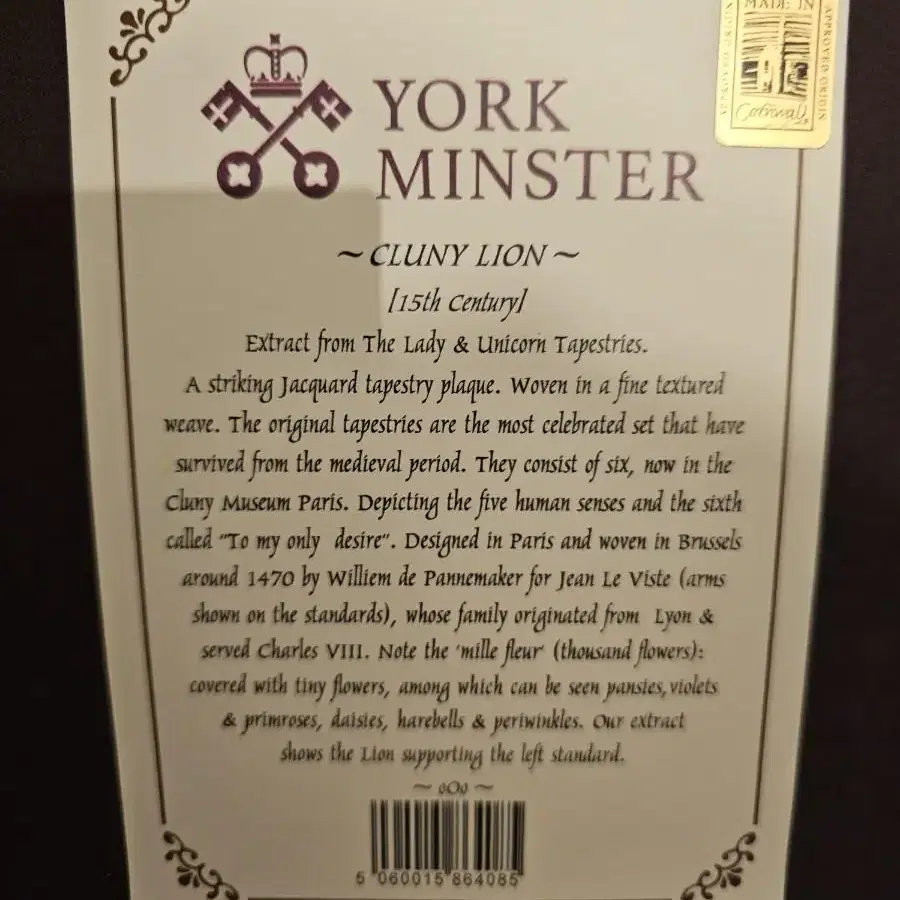 YORK
MINSTER
MADE IN
Cornwall
APPROVED ORIGIN
~ CLUNY LION ~
[15th Century]
Extract from The Lady & Unicorn Tapestries.
A striking Jacquard tapestry plaque. Woven in a fine textured
weave. The original tapestries are the most celebrated set that have
survived from the medieval period. They consist of six, now in the
Cluny Museum Paris. Depicting the five human senses and the sixth
called "To my only desire". Designed in Paris and woven in Brussels
around 1470 by Williem de Pannemaker for Jean Le Viste (arms
shown on the standards), whose family originated from Lyon &
served Charles VIII. Note the 'mille fleur' (thousand flowers):
covered with tiny flowers, among which can be seen pansies, violets
& primroses, daisies, harebells & periwinkles. Our extract
shows the Lion supporting the left standard.
~ oOo ~
5 060015 864085